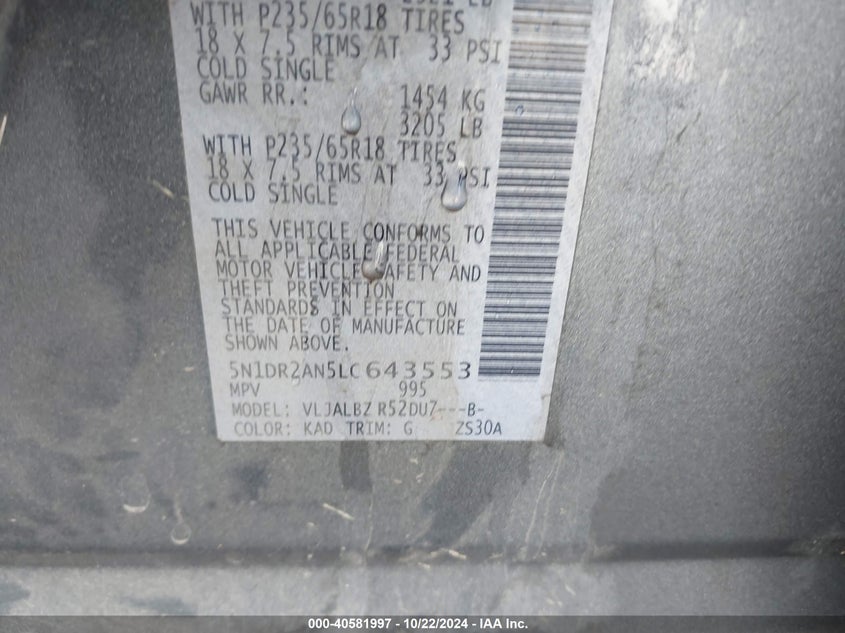 WITH P235/65R18 TIRES
18 X 7.5 RIMS AT 33 PSI
COLD SINGLE
GAWR RR.: 1454 KG
3205 LB
WITH P235/65R18 TIRES
18 X 7.5 RIMS AT 33 PSI
COLD SINGLE
THIS VEHICLE CONFORMS TO
ALL APPLICABLE FEDERAL
MOTOR VEHICLE SAFETY AND
THEFT PREVENTION
STANDARDS IN EFFECT ON
THE DATE OF MANUFACTURE
SHOWN ABOVE.
5N1DR2AN5LC643553
MPV 995
MODEL: VLJALBZ R52DU7---B-
COLOR: KAD TRIM: G ZS30A
000-40581997 - 10/22/2024 - IAA Inc.